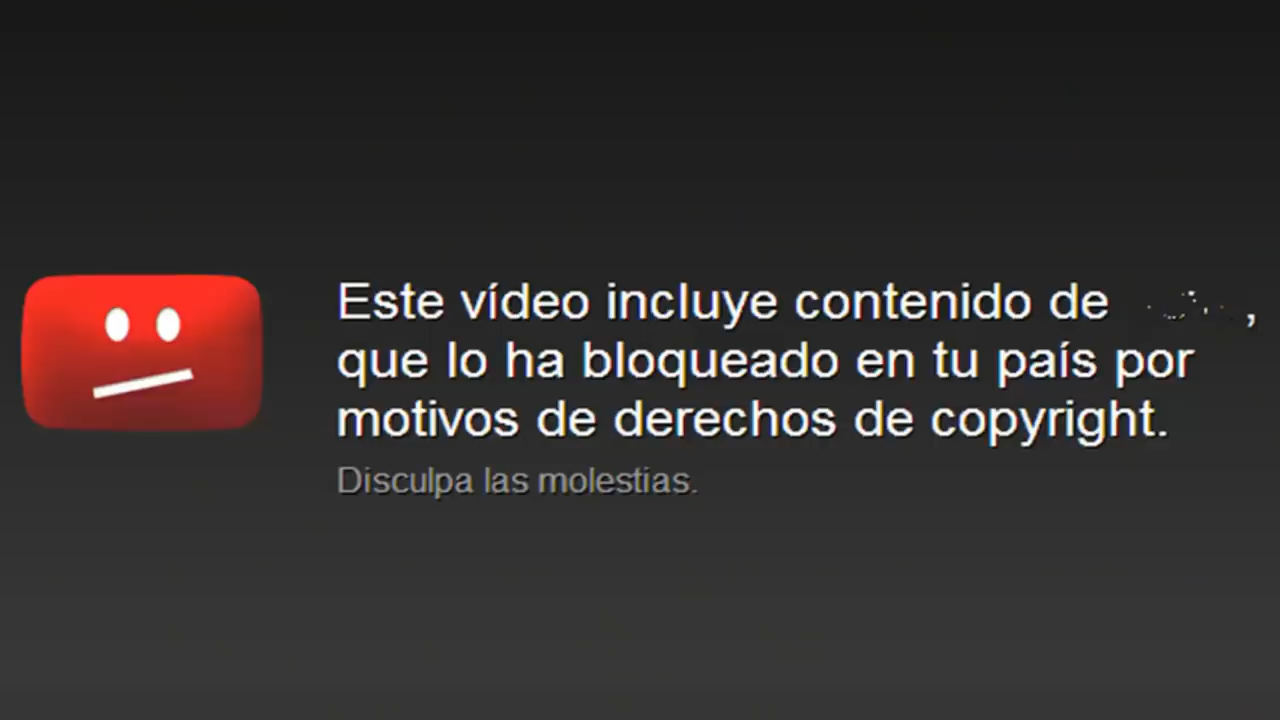 Este vídeo incluye contenido de ,
que lo ha bloqueado en tu país por
motivos de derechos de copyright.
Disculpa las molestias.